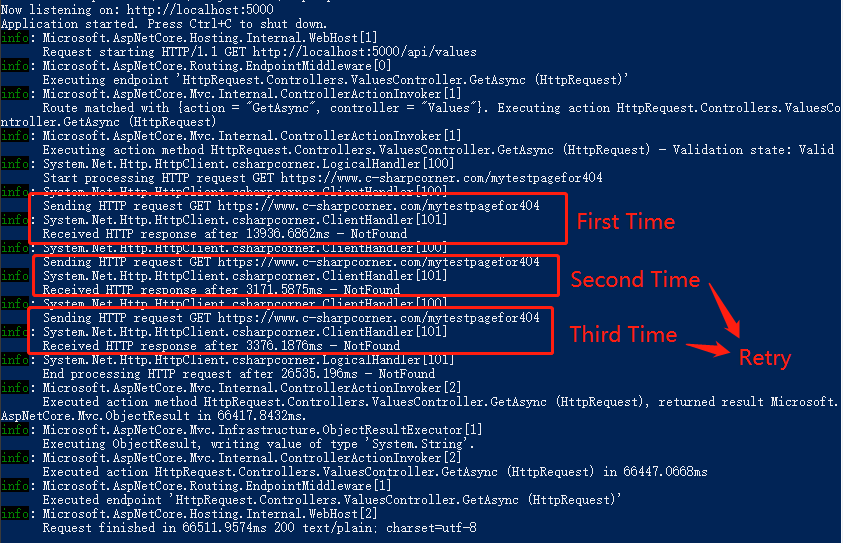 Now listening on: http://localhost:5000
Application started. Press Ctrl+C to shut down.
info: Microsoft.AspNetCore.Hosting.Internal.WebHost[1]
Request starting HTTP/1.1 GET http://localhost:5000/api/values
info: Microsoft.AspNetCore.Routing.EndpointMiddleware[0]
Executing endpoint 'HttpRequest.Controllers.ValuesController.GetAsync (HttpRequest)'
info: Microsoft.AspNetCore.Mvc.Internal.ControllerActionInvoker[1]
Route matched with {action = "GetAsync", controller = "Values"}. Executing action HttpRequest.Controllers.ValuesCo
ntroller.GetAsync (HttpRequest)
info: Microsoft.AspNetCore.Mvc.Internal.ControllerActionInvoker[1]
Executing action method HttpRequest.Controllers.ValuesController.GetAsync (HttpRequest) - Validation state: Valid
info: System.Net.Http.HttpClient.csharpcorner.LogicalHandler[100]
Start processing HTTP request GET https://www.c-sharpcorner.com/mytestpagefor404
info: System.Net.Http.HttpClient.csharpcorner.ClientHandler[100]
Sending HTTP request GET https://www.c-sharpcorner.com/mytestpagefor404
info: System.Net.Http.HttpClient.csharpcorner.ClientHandler[101]
First Time
Received HTTP response after 13936.6862ms - NotFound
info: System.Net.Http.HttpClient.csharpcorner.ClientHandler[100]
Sending HTTP request GET https://www.c-sharpcorner.com/mytestpagefor404
info: System.Net.Http.HttpClient.csharpcorner.ClientHandler[101]
Second Time
Received HTTP response after 3171.5875ms - NotFound
info: System.Net.Http.HttpClient.csharpcorner.ClientHandler[100]
Sending HTTP request GET https://www.c-sharpcorner.com/mytestpagefor404
info: System.Net.Http.HttpClient.csharpcorner.ClientHandler[101]
Third Time
Received HTTP response after 3376.1876ms - NotFound
Retry
info: System.Net.Http.HttpClient.csharpcorner.LogicalHandler[101]
End processing HTTP request after 26535.196ms - NotFound
info: Microsoft.AspNetCore.Mvc.Internal.ControllerActionInvoker[2]
Executed action method HttpRequest.Controllers.ValuesController.GetAsync (HttpRequest), returned result Microsoft.
AspNetCore.Mvc.ObjectResult in 66417.8432ms.
info: Microsoft.AspNetCore.Mvc.Infrastructure.ObjectResultExecutor[1]
Executing ObjectResult, writing value of type 'System.String'.
info: Microsoft.AspNetCore.Mvc.Internal.ControllerActionInvoker[2]
Executed action HttpRequest.Controllers.ValuesController.GetAsync (HttpRequest) in 66447.0668ms
info: Microsoft.AspNetCore.Routing.EndpointMiddleware[1]
Executed endpoint 'HttpRequest.Controllers.ValuesController.GetAsync (HttpRequest)'
info: Microsoft.AspNetCore.Hosting.Internal.WebHost[2]
Request finished in 66511.9574ms 200 text/plain; charset=utf-8